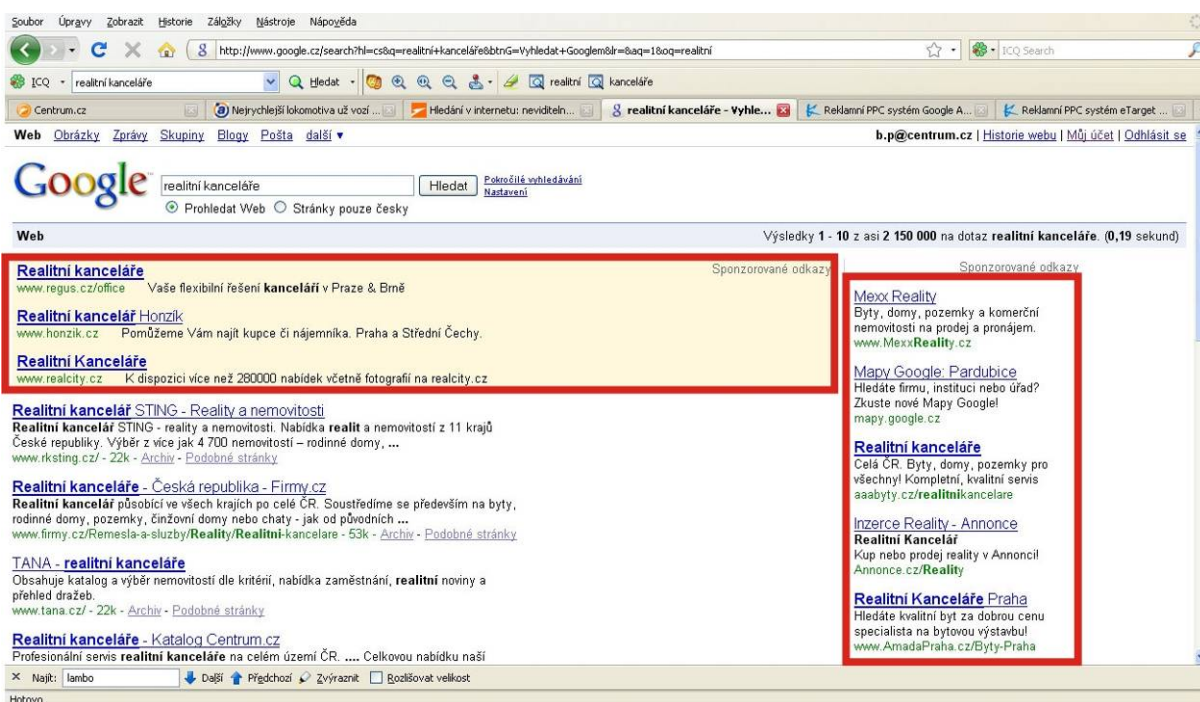 Soubor Úpravy Zobrazit Historie Záložky Nástroje Nápověda
http://www.google.cz/search?hl=cs&q=realitní+kanceláře&btnG=Vyhledat+Googlem&lr=&aq=1&oq=realitní
ICQ Search
ICQ realitní kanceláře Hledat realitní kanceláře
Centrum.cz
Nejrychlejší lokomotiva už vozí ...
Hledání v internetu: neviditeln...
realitní kanceláře - Vyhle...
Reklamní PPC systém Google A...
Reklamní PPC systém eTarget ...
Web Obrázky Zprávy Skupiny Blogy Pošta další ▼
b.p@centrum.cz | Historie webu | Můj účet | Odhlásit se
Google
realitní kanceláře
Hledat
Pokročilé vyhledávání
Nastavení
Prohledat Web Stránky pouze česky
Web
Výsledky 1 - 10 z asi 2 150 000 na dotaz realitní kanceláře. (0,19 sekund)
Realitní kanceláře
Sponzorované odkazy
www.regus.cz/office Vaše flexibilní řešení kanceláří v Praze & Brně
Realitní kancelář Honzík
www.honzik.cz Pomůžeme Vám najít kupce či nájemníka. Praha a Střední Čechy.
Realitní Kanceláře
www.realcity.cz K dispozici více než 280000 nabídek včetně fotografií na realcity.cz
Realitní kancelář STING - Reality a nemovitosti
Realitní kancelář STING - reality a nemovitosti. Nabídka realit a nemovitostí z 11 krajů
České republiky. Výběr z více jak 4 700 nemovitostí – rodinné domy, ...
www.rksting.cz/ - 22k - Archiv - Podobné stránky
Realitní kanceláře - Česká republika - Firmy.cz
Realitní kancelář působící ve všech krajích po celé ČR. Soustředíme se především na byty,
rodinné domy, pozemky, činžovní domy nebo chaty - jak od původních ...
www.firmy.cz/Remesla-a-sluzby/Reality/Realitni-kancelare - 53k - Archiv - Podobné stránky
TANA - realitní kanceláře
Obsahuje katalog a výběr nemovitostí dle kritérií, nabídka zaměstnání, realitní noviny a
přehled dražeb.
www.tana.cz/ - 22k - Archiv - Podobné stránky
Realitní kanceláře - Katalog Centrum.cz
Profesionální servis realitní kanceláře na celém území ČR. .... Celkovou nabídku naší
Sponzorované odkazy
Mexx Reality
Byty, domy, pozemky a komerční
nemovitosti na prodej a pronájem.
www.MexxReality.cz
Mapy Google: Pardubice
Hledáte firmu, instituci nebo úřad?
Zkuste nové Mapy Google!
mapy.google.cz
Realitní kanceláře
Celá ČR. Byty, domy, pozemky pro
všechny! Kompletní, kvalitní servis
aaabyty.cz/realitnikancelare
Inzerce Reality - Annonce
Realitní Kancelář
Kup nebo prodej reality v Annonci!
Annonce.cz/Reality
Realitní Kanceláře Praha
Hledáte kvalitní byt za dobrou cenu
specialista na bytovou výstavbu!
www.AmadaPraha.cz/Byty-Praha
Najít: lambo Další Předchozí Zvýraznit Rozlišovat velikost
Hotovo